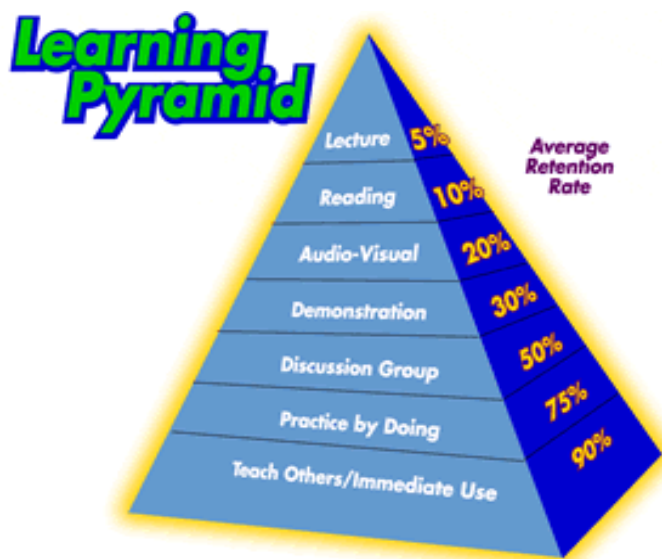 Learning
Pyramid
Average
Retention
Rate
Lecture 5%
Reading 10%
Audio-Visual 20%
Demonstration 30%
Discussion Group 50%
Practice by Doing 75%
Teach Others/Immediate Use 90%